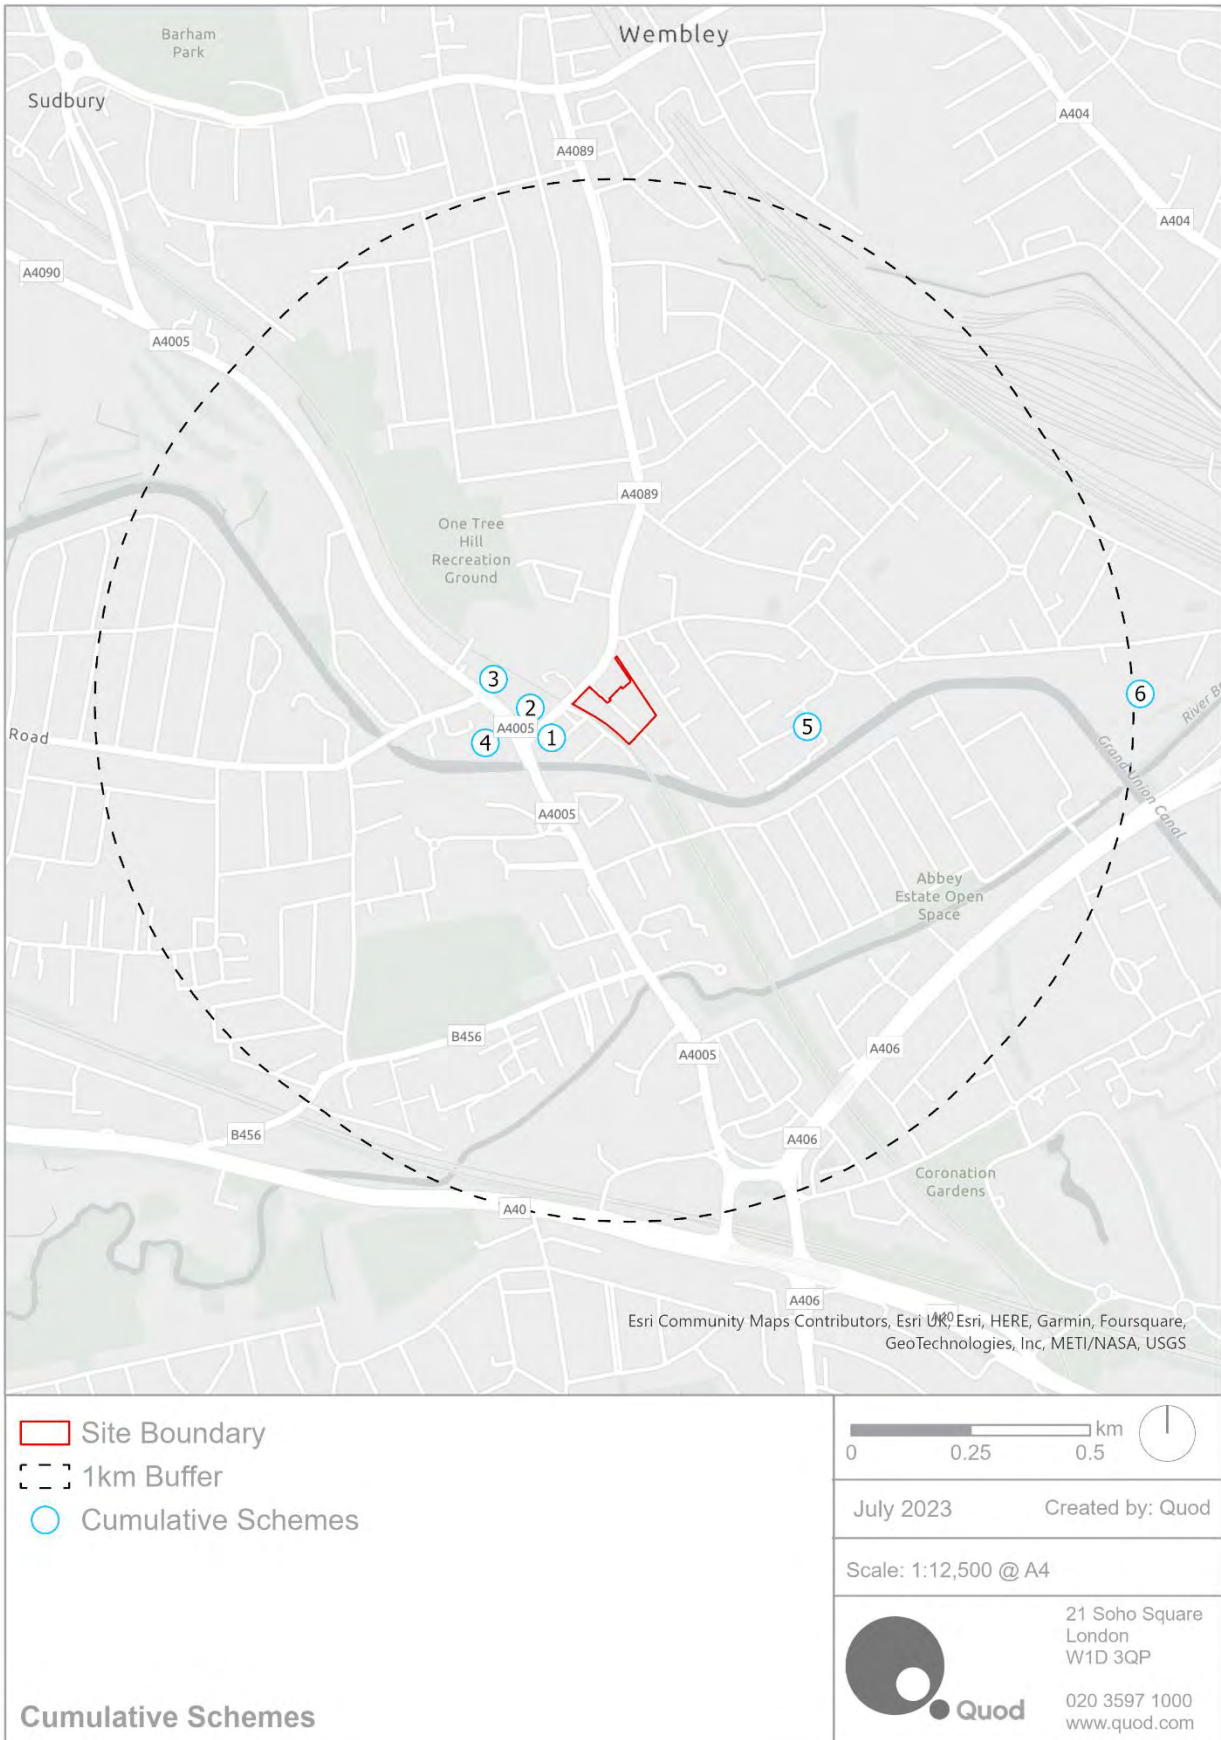 Wembley
Barham
Park
Sudbury
A404
A4089
A404
A4090
A4005
A4089
One Tree
Hill
Recreation
Ground
3
6
2
5
1
A4005
4
Road
River
Grand Union Canal
A4005
Abbey
Estate Open
Space
B456
A4005
A406
B456
A406
Coronation
Gardens
A40
A406
A40
Esri Community Maps Contributors, Esri UK, Esri, HERE, Garmin, Foursquare,
GeoTechnologies, Inc, METI/NASA, USGS
Site Boundary
1km Buffer
Cumulative Schemes
Cumulative Schemes
km
0 0.25 0.5
July 2023 Created by: Quod
Scale: 1:12,500 @ A4
Quod
21 Soho Square
London
W1D 3QP
020 3597 1000
www.quod.com